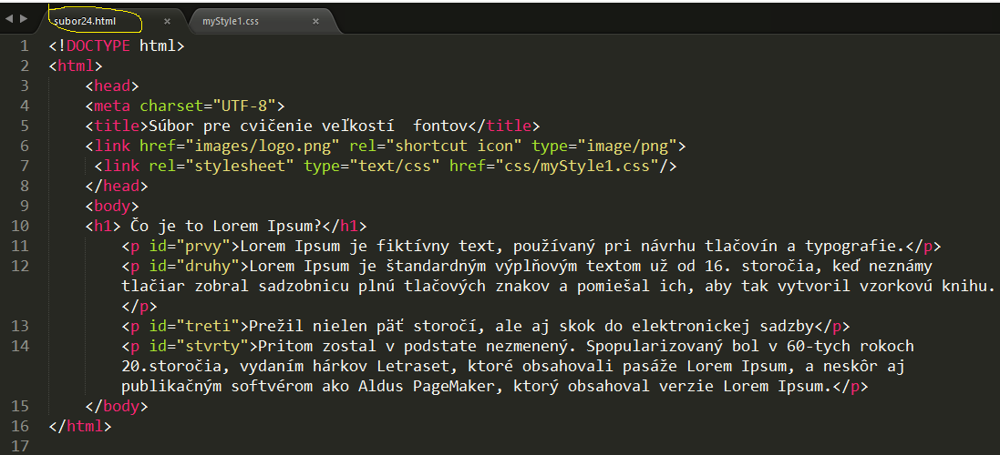 subor24.html × myStyle1.css ×
1 <!DOCTYPE html>
2 <html>
3 <head>
4 <meta charset="UTF-8">
5 <title>Súbor pre cvičenie veľkostí  fontov</title>
6 <link href="images/logo.png" rel="shortcut icon" type="image/png">
7 <link rel="stylesheet" type="text/css" href="css/myStyle1.css"/>
8 </head>
9 <body>
10 <h1> Čo je to Lorem Ipsum?</h1>
11 <p id="prvy">Lorem Ipsum je fiktívny text, používaný pri návrhu tlačovín a typografie.</p>
12 <p id="druhy">Lorem Ipsum je štandardným výplňovým textom už od 16. storočia, keď neznámy
tlačiar zobral sadzobnicu plnú tlačových znakov a pomiešal ich, aby tak vytvoril vzorkovú knihu.
</p>
13 <p id="treti">Prežil nielen päť storočí, ale aj skok do elektronickej sadzby</p>
14 <p id="stvrty">Pritom zostal v podstate nezmenený. Spopularizovaný bol v 60-tych rokoch
20.storočia, vydaním hárkov Letraset, ktoré obsahovali pasáže Lorem Ipsum, a neskôr aj
publikačným softvérom ako Aldus PageMaker, ktorý obsahoval verzie Lorem Ipsum.</p>
15 </body>
16 </html>
17